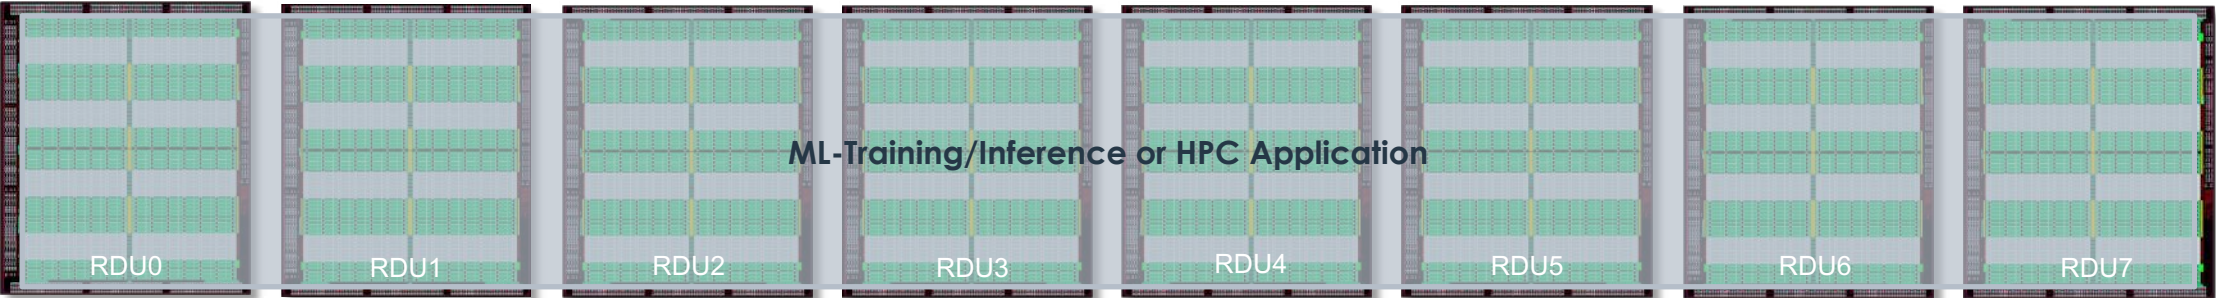 ML-Training/Inference or HPC Application
RDU0
RDU1
RDU2
RDU3
RDU4
RDU5
RDU6
RDU7